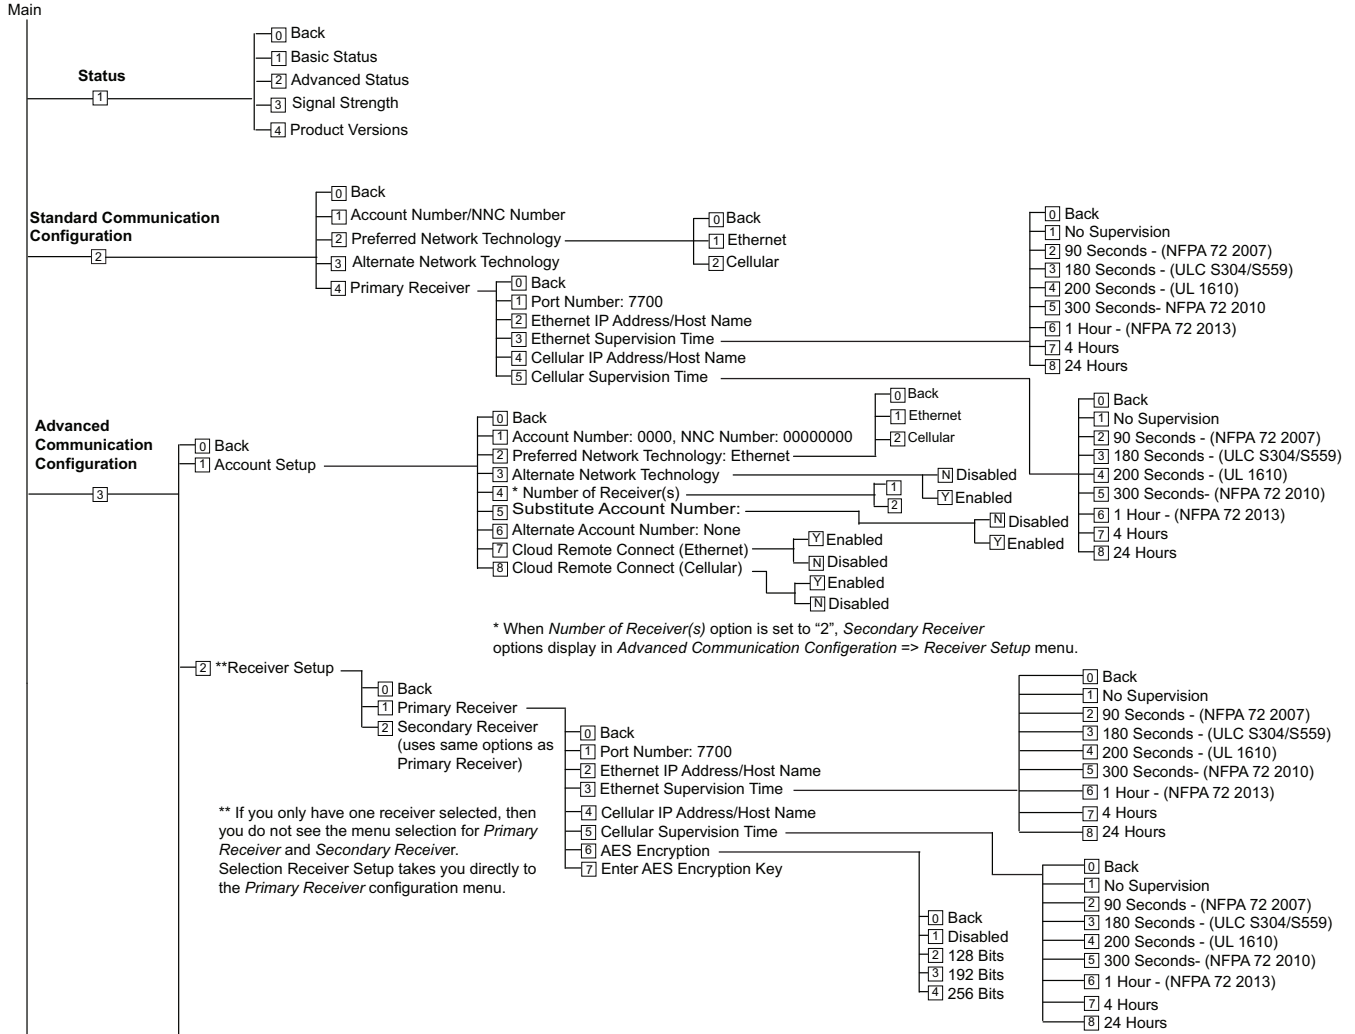 Main
Status
1
0 Back
1 Basic Status
2 Advanced Status
3 Signal Strength
4 Product Versions
Standard Communication
Configuration
2
0 Back
1 Account Number/NNC Number
2 Preferred Network Technology
3 Alternate Network Technology
4 Primary Receiver
0 Back
1 Ethernet
2 Cellular
0 Back
1 Port Number: 7700
2 Ethernet IP Address/Host Name
3 Ethernet Supervision Time
4 Cellular IP Address/Host Name
5 Cellular Supervision Time
0 Back
1 No Supervision
2 90 Seconds - (NFPA 72 2007)
3 180 Seconds - (ULC S304/S559)
4 200 Seconds - (UL 1610)
5 300 Seconds- NFPA 72 2010
6 1 Hour - (NFPA 72 2013)
7 4 Hours
8 24 Hours
0 Back
1 No Supervision
2 90 Seconds - (NFPA 72 2007)
3 180 Seconds - (ULC S304/S559)
4 200 Seconds - (UL 1610)
5 300 Seconds- (NFPA 72 2010)
6 1 Hour - (NFPA 72 2013)
7 4 Hours
8 24 Hours
Advanced
Communication
Configuration
3
0 Back
1 Account Setup
0 Back
1 Account Number: 0000, NNC Number: 00000000
2 Preferred Network Technology: Ethernet
3 Alternate Network Technology
4 * Number of Receiver(s)
5 Substitute Account Number:
6 Alternate Account Number: None
7 Cloud Remote Connect (Ethernet)
8 Cloud Remote Connect (Cellular)
0 Back
1 Ethernet
2 Cellular
N Disabled
Y Enabled
1
2
N Disabled
Y Enabled
Y Enabled
N Disabled
Y Enabled
N Disabled
* When Number of Receiver(s) option is set to “2”, Secondary Receiver
options display in Advanced Communication Configeration => Receiver Setup menu.
2 **Receiver Setup
0 Back
1 Primary Receiver
2 Secondary Receiver
(uses same options as
Primary Receiver)
0 Back
1 Port Number: 7700
2 Ethernet IP Address/Host Name
3 Ethernet Supervision Time
4 Cellular IP Address/Host Name
5 Cellular Supervision Time
6 AES Encryption
7 Enter AES Encryption Key
0 Back
1 No Supervision
2 90 Seconds - (NFPA 72 2007)
3 180 Seconds - (ULC S304/S559)
4 200 Seconds - (UL 1610)
5 300 Seconds- (NFPA 72 2010)
6 1 Hour - (NFPA 72 2013)
7 4 Hours
8 24 Hours
** If you only have one receiver selected, then
you do not see the menu selection for Primary
Receiver and Secondary Receiver.
Selection Receiver Setup takes you directly to
the Primary Receiver configuration menu.
0 Back
1 Disabled
2 128 Bits
3 192 Bits
4 256 Bits
0 Back
1 No Supervision
2 90 Seconds - (NFPA 72 2007)
3 180 Seconds - (ULC S304/S559)
4 200 Seconds - (UL 1610)
5 300 Seconds- (NFPA 72 2010)
6 1 Hour - (NFPA 72 2013)
7 4 Hours
8 24 Hours